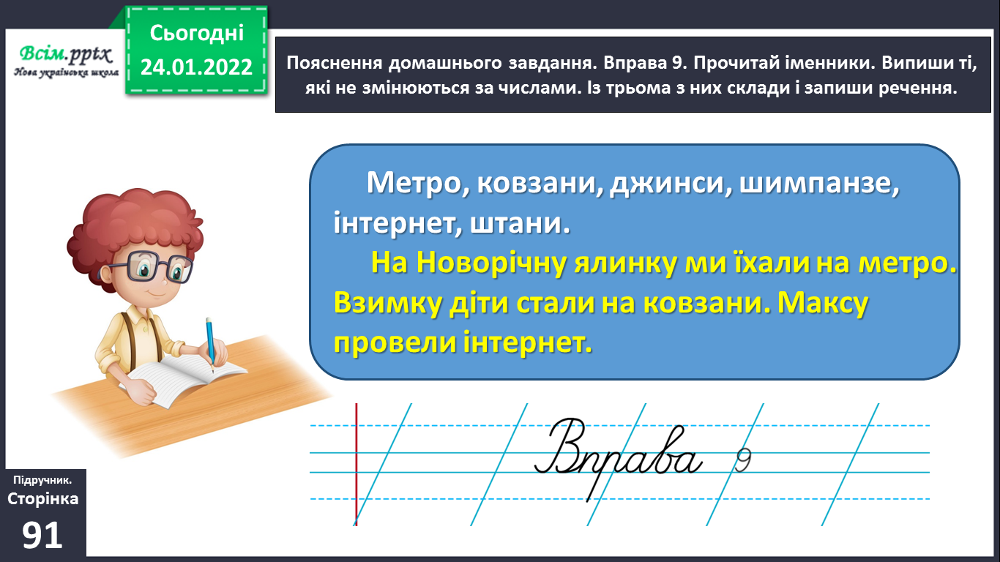 Сьогодні
24.01.2022
Всім.pptx
Нова українська школа
Пояснення домашнього завдання. Вправа 9. Прочитай іменники. Випиши ті,
які не змінюються за числами. Із трьома з них склади і запиши речення.
Метро, ковзани, джинси, шимпанзе,
інтернет, штани.
На Новорічну ялинку ми їхали на метро.
Взимку діти стали на ковзани. Максу
провели інтернет.
Вправа 9
Підручник.
Сторінка
91